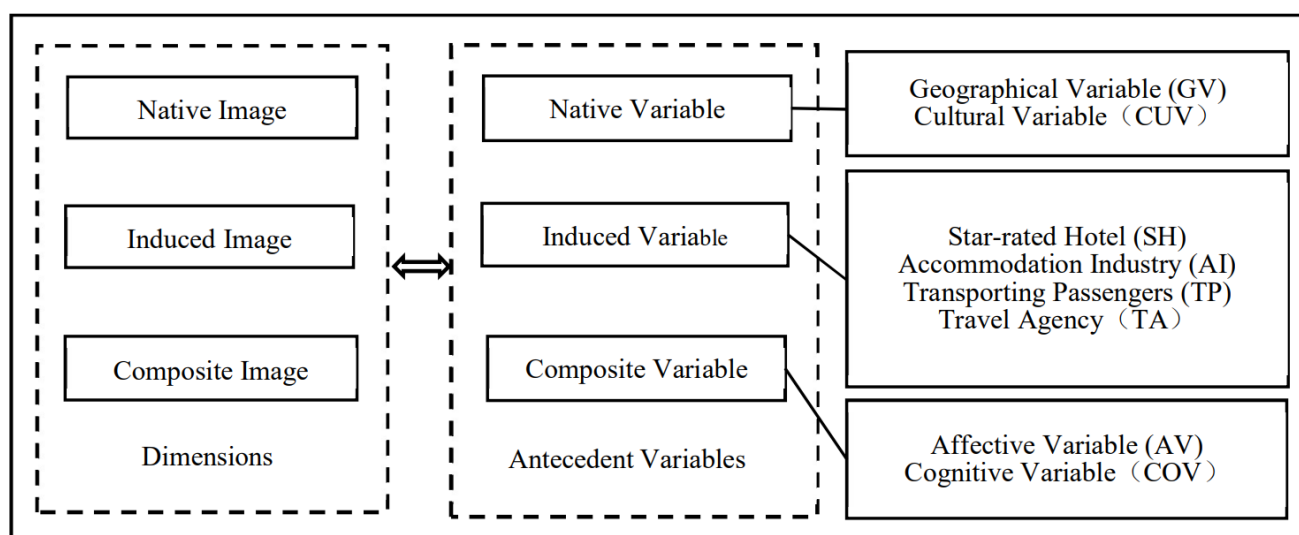 Native Image
Induced Image
Composite Image
Dimensions
Native Variable
Induced Variable
Composite Variable
Antecedent Variables
Geographical Variable (GV)
Cultural Variable（CUV）
Star-rated Hotel (SH)
Accommodation Industry (AI)
Transporting Passengers (TP)
Travel Agency（TA）
Affective Variable (AV)
Cognitive Variable（COV）